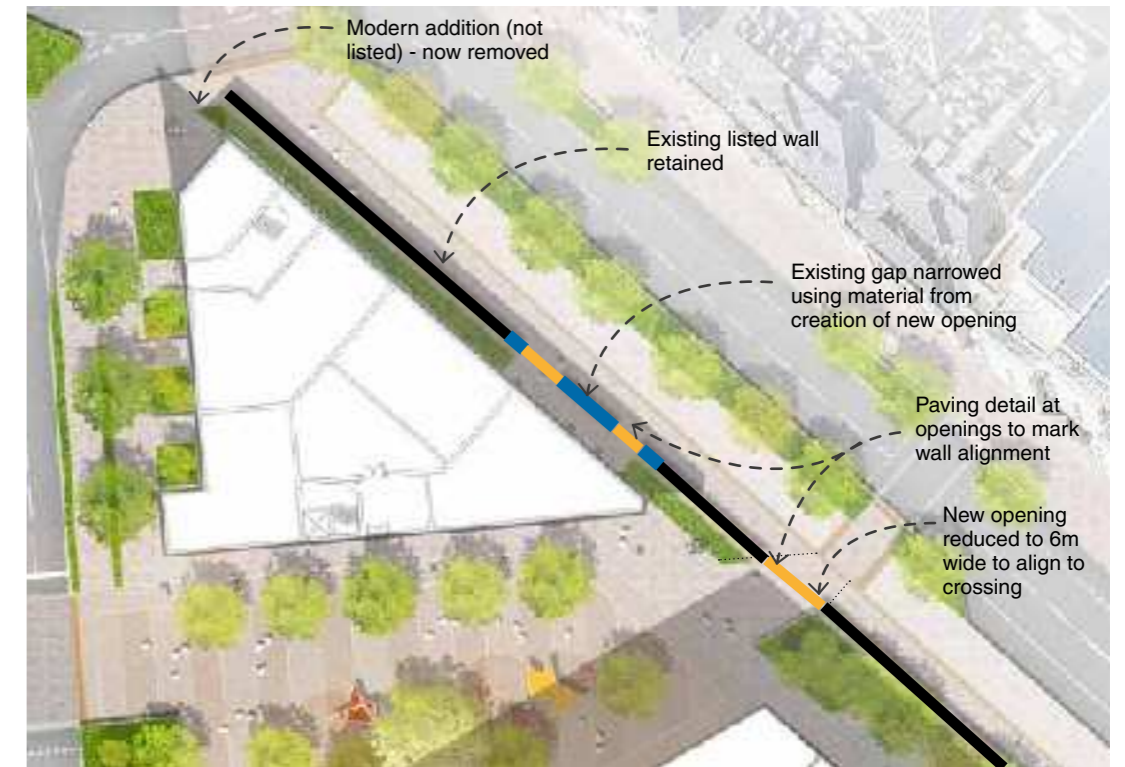 Modern addition (not
listed) - now removed
Existing listed wall
retained
Existing gap narrowed
using material from
creation of new opening
Paving detail at
openings to mark
wall alignment
New opening
reduced to 6m
wide to align to
crossing